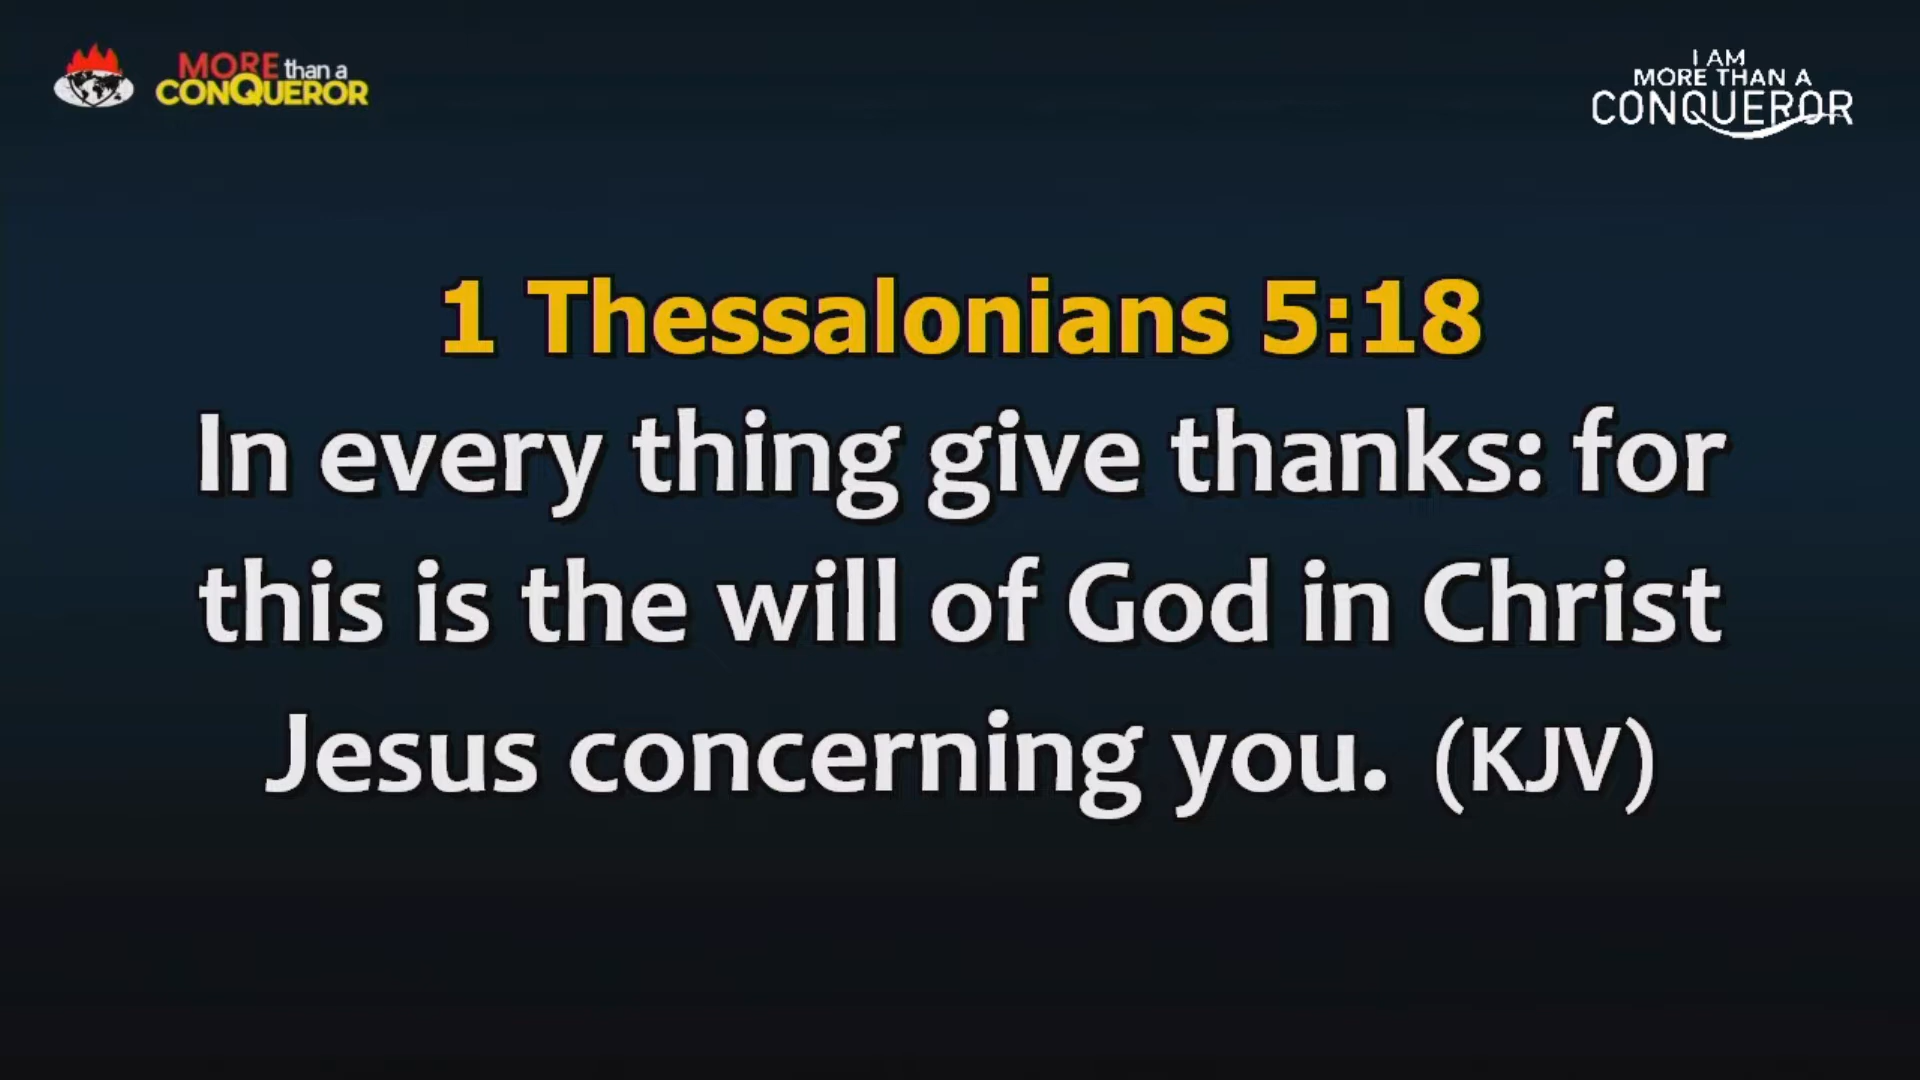 MORE than a
CONQUEROR
I AM
MORE THAN A
CONQUEROR
1 Thessalonians 5:18
In every thing give thanks: for
this is the will of God in Christ
Jesus concerning you. (KJV)